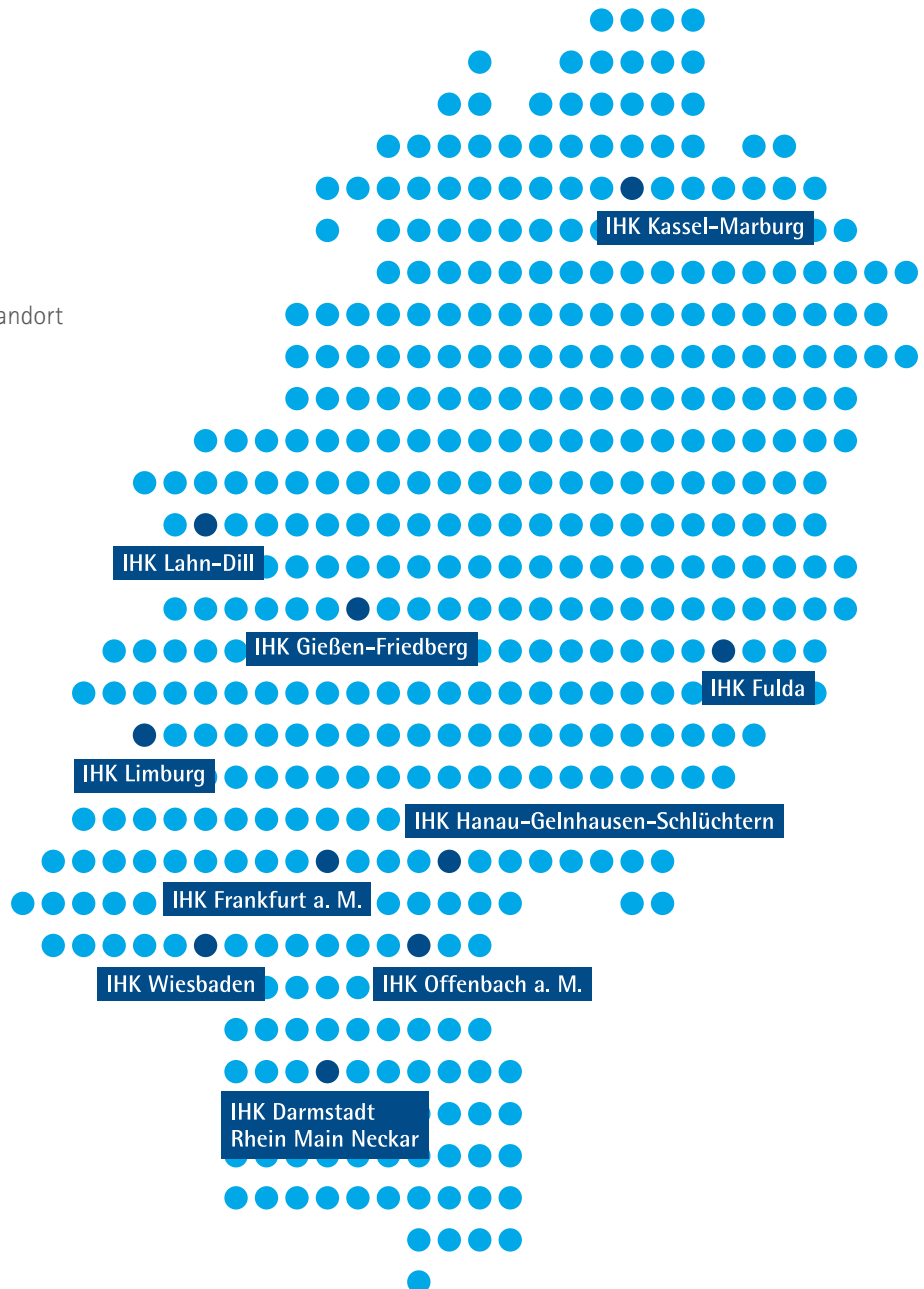 IHK Kassel-Marburg
andort
IHK Lahn-Dill
IHK Gießen-Friedberg
IHK Fulda
IHK Limburg
IHK Hanau-Gelnhausen-Schlüchtern
IHK Frankfurt a. M.
IHK Wiesbaden
IHK Offenbach a. M.
IHK Darmstadt
Rhein Main Neckar